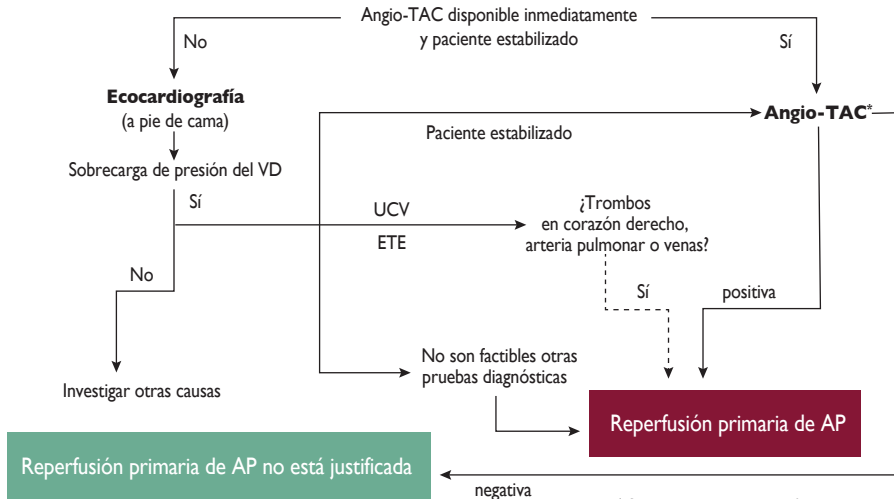 Angio-TAC disponible inmediatamente
y paciente estabilizado
No
Sí
Ecocardiografía
(a pie de cama)
Angio-TAC*
Paciente estabilizado
Sobrecarga de presión del VD
Sí
UCV
ETE
¿Trombos
en corazón derecho,
arteria pulmonar o venas?
No
Sí
positiva
No son factibles otras
pruebas diagnósticas
Investigar otras causas
Reperfusión primaria de AP
Reperfusión primaria de AP no está justificada
negativa